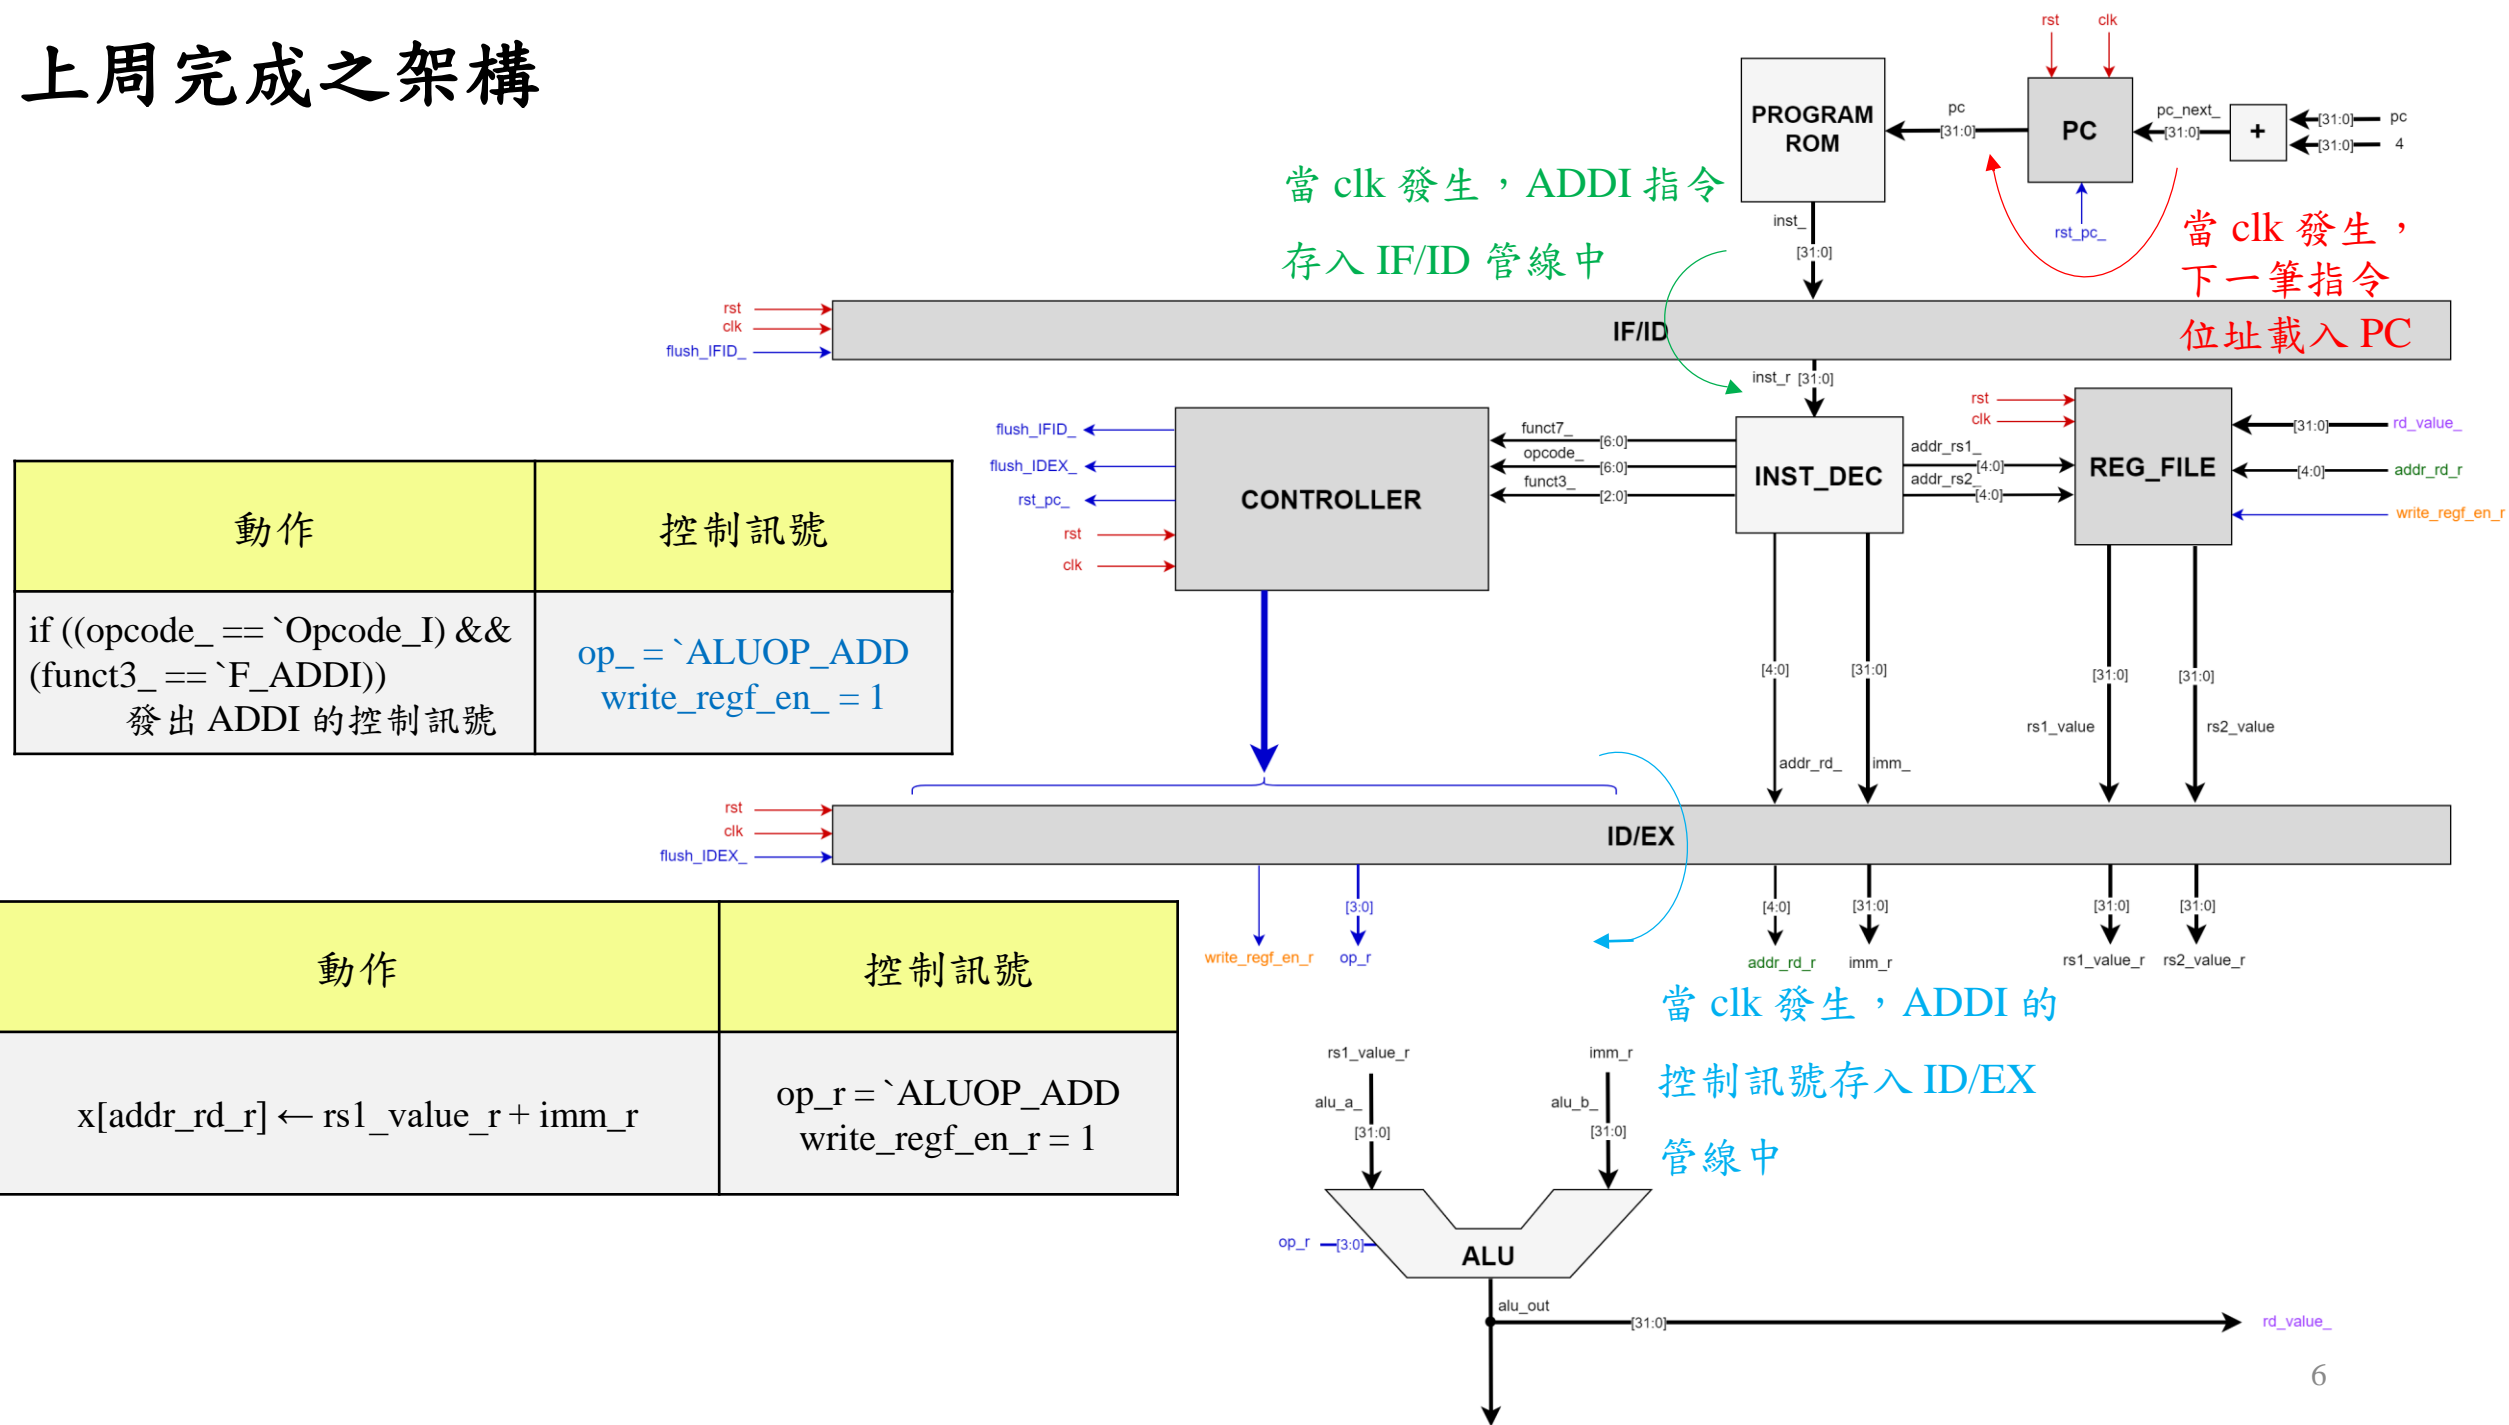 上周完成之架構
rst clk
PROGRAM
ROM
pc
[31:0]
PC
pc_next_
[31:0]
+
[31:0] pc
[31:0] 4
rst_pc_
當 clk 發生，ADDI 指令
存入 IF/ID 管線中
inst_
[31:0]
當 clk 發生，
下一筆指令
位址載入 PC
rst
clk
flush_IFID_
IF/ID
inst_r [31:0]
flush_IFID_
flush_IDEX_
rst_pc_
rst
clk
CONTROLLER
funct7_
[6:0]
opcode_
[6:0]
funct3_
[2:0]
INST_DEC
addr_rs1_
[4:0]
addr_rs2_
[4:0]
rst
clk
REG_FILE
[31:0] rd_value_
[4:0] addr_rd_r
write_regf_en_r
動作 控制訊號
if ((opcode_ == `Opcode_I) &&
(funct3_ == `F_ADDI))
發出 ADDI 的控制訊號
op_ = `ALUOP_ADD
write_regf_en_ = 1
[4:0] [31:0] [31:0] [31:0]
rs1_value rs2_value
addr_rd_ imm_
rst
clk
flush_IDEX_
ID/EX
[3:0] [4:0] [31:0] [31:0] [31:0]
write_regf_en_r op_r addr_rd_r imm_r rs1_value_r rs2_value_r
動作 控制訊號
x[addr_rd_r] ← rs1_value_r + imm_r
op_r = `ALUOP_ADD
write_regf_en_r = 1
當 clk 發生，ADDI 的
控制訊號存入 ID/EX
管線中
rs1_value_r imm_r
alu_a_ alu_b_
[31:0] [31:0]
op_r [3:0]
ALU
alu_out
[31:0] rd_value_
6